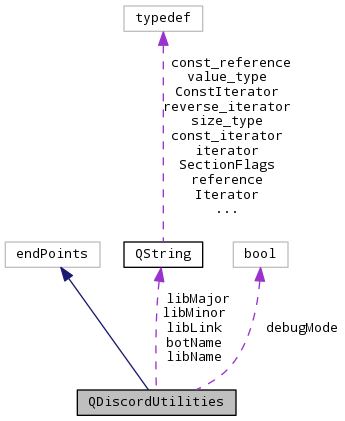 typedef
const_reference
value_type
ConstIterator
reverse_iterator
size_type
const_iterator
iterator
SectionFlags
reference
Iterator
...
endPoints
QString
bool
libMajor
libMinor
libLink
botName
libName
debugMode
QDiscordUtilities